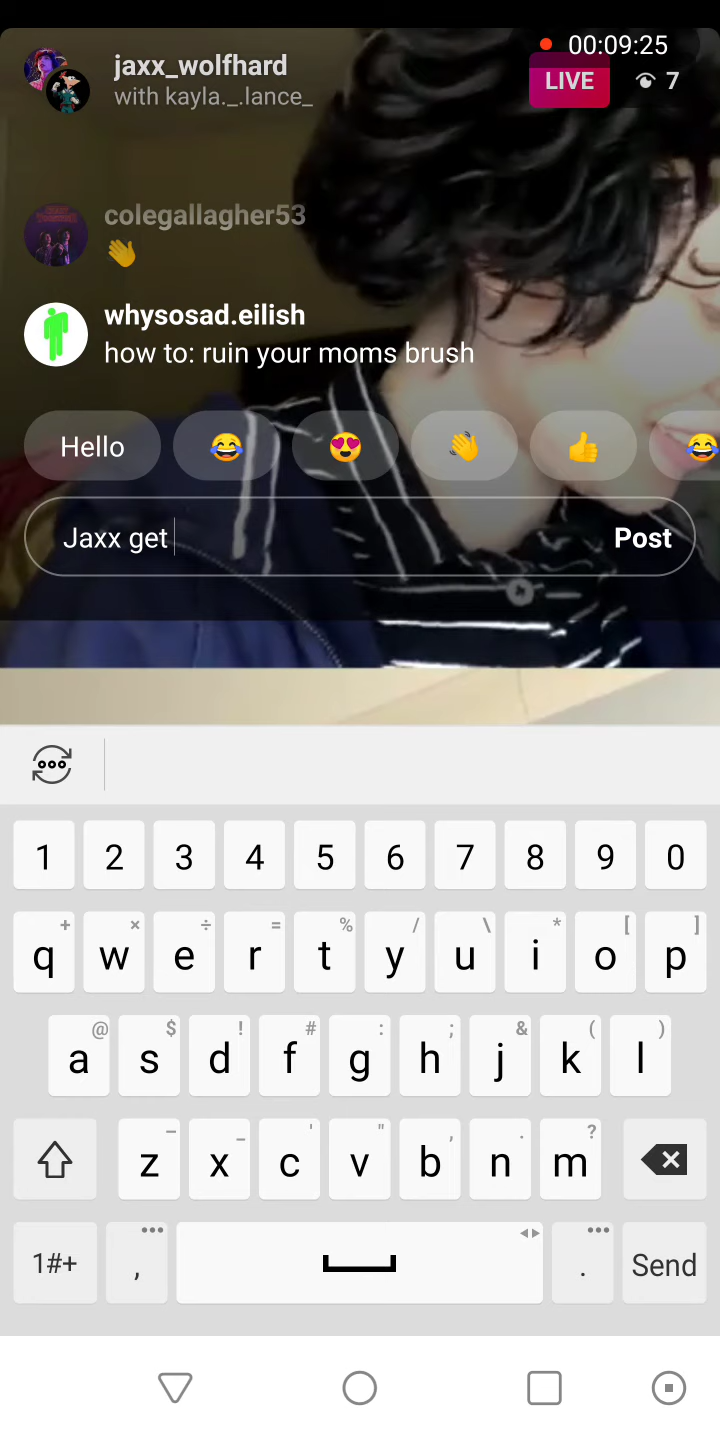 00:09:25
jaxx_wolfhard
LIVE
7
with kayla._.lance_
colegallagher53
whysosad.eilish
how to: ruin your moms brush
Hello
Jaxx get
Post
1 2 3 4 5 6 7 8 9 0
+ × ÷ = % / \ * [ ]
q w e r t y u i o p
@ $ ! # : ; & ( )
a s d f g h j k l
– _ ' " , . ?
z x c v b n m
1#+ , . Send